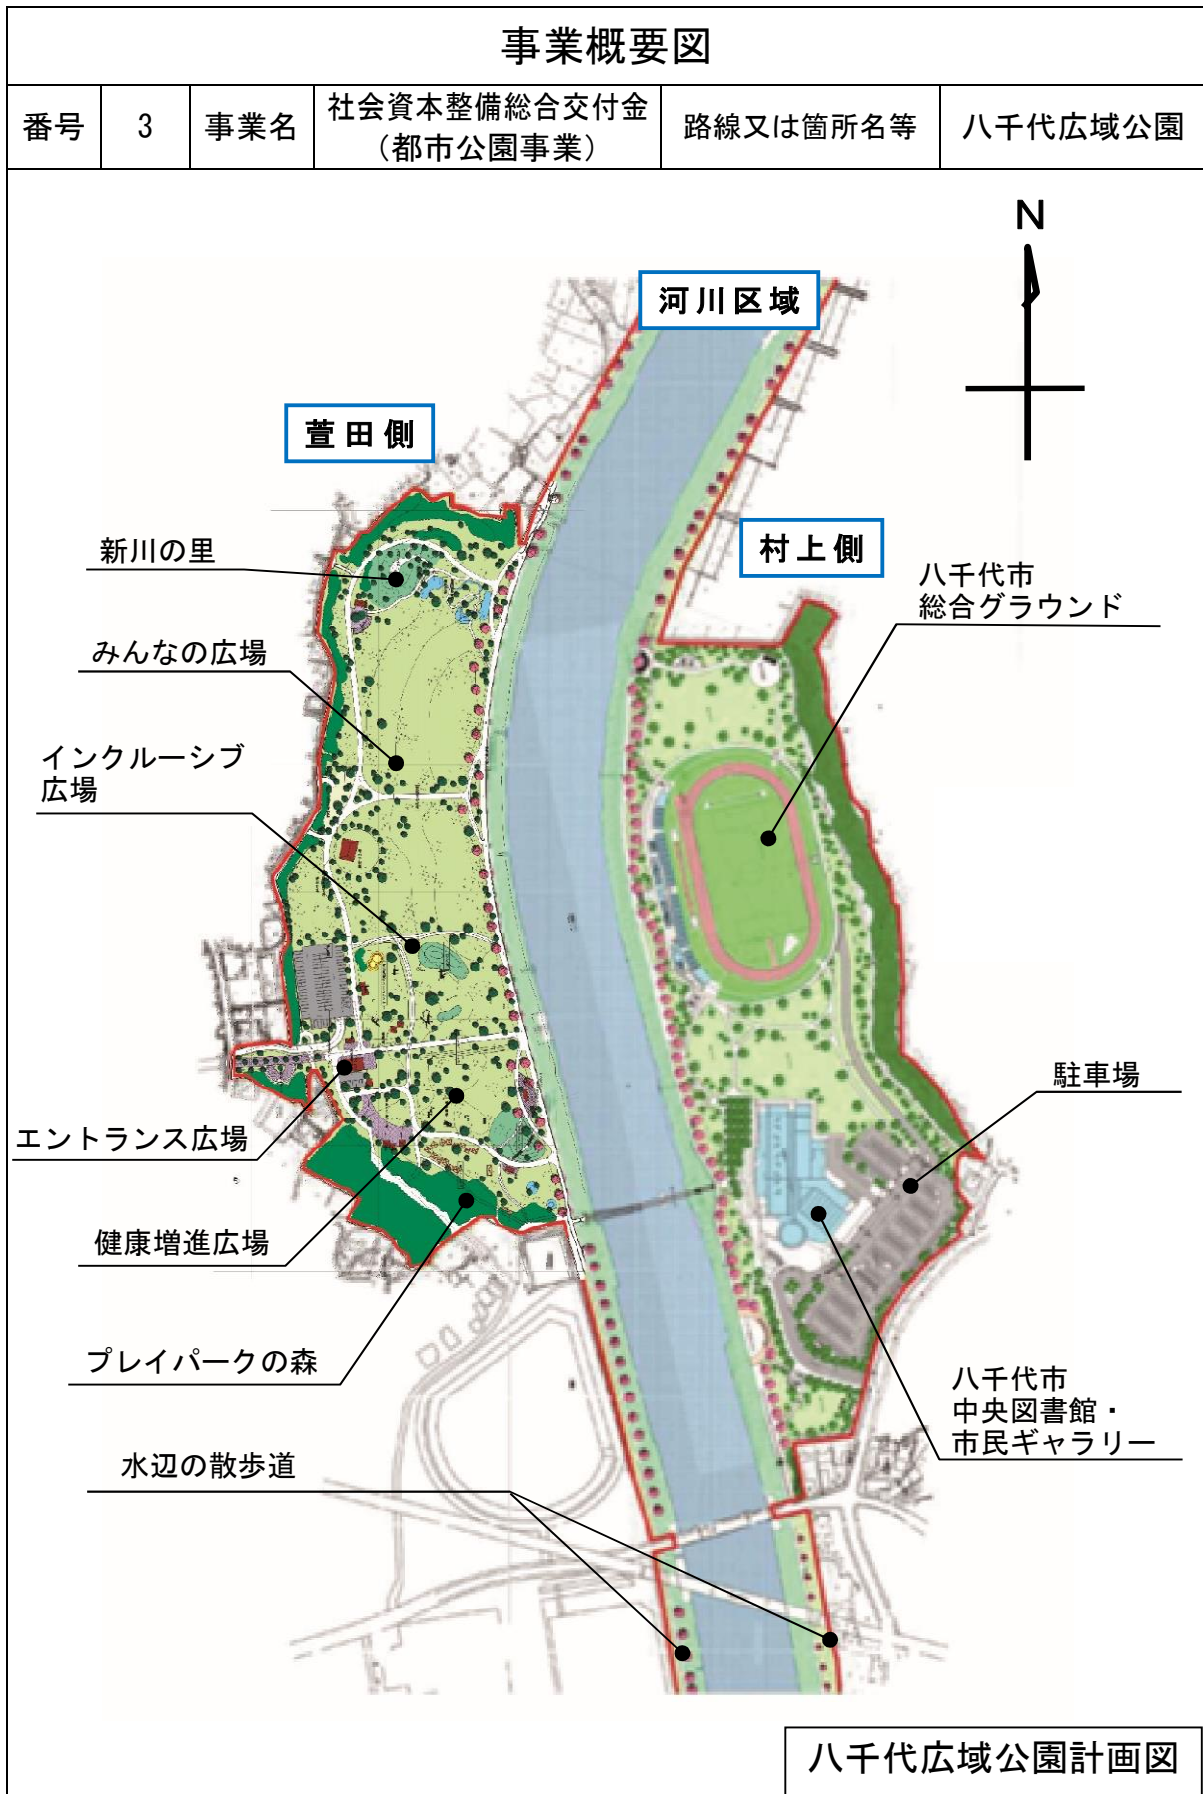 事業概要図
番号
3
事業名
社会資本整備総合交付金
（都市公園事業）
路線又は箇所名等
八千代広域公園
N
河川区域
萱田側
村上側
新川の里
八千代市
総合グラウンド
みんなの広場
インクルーシブ
広場
駐車場
エントランス広場
健康増進広場
プレイパークの森
八千代市
中央図書館・
市民ギャラリー
水辺の散歩道
八千代広域公園計画図